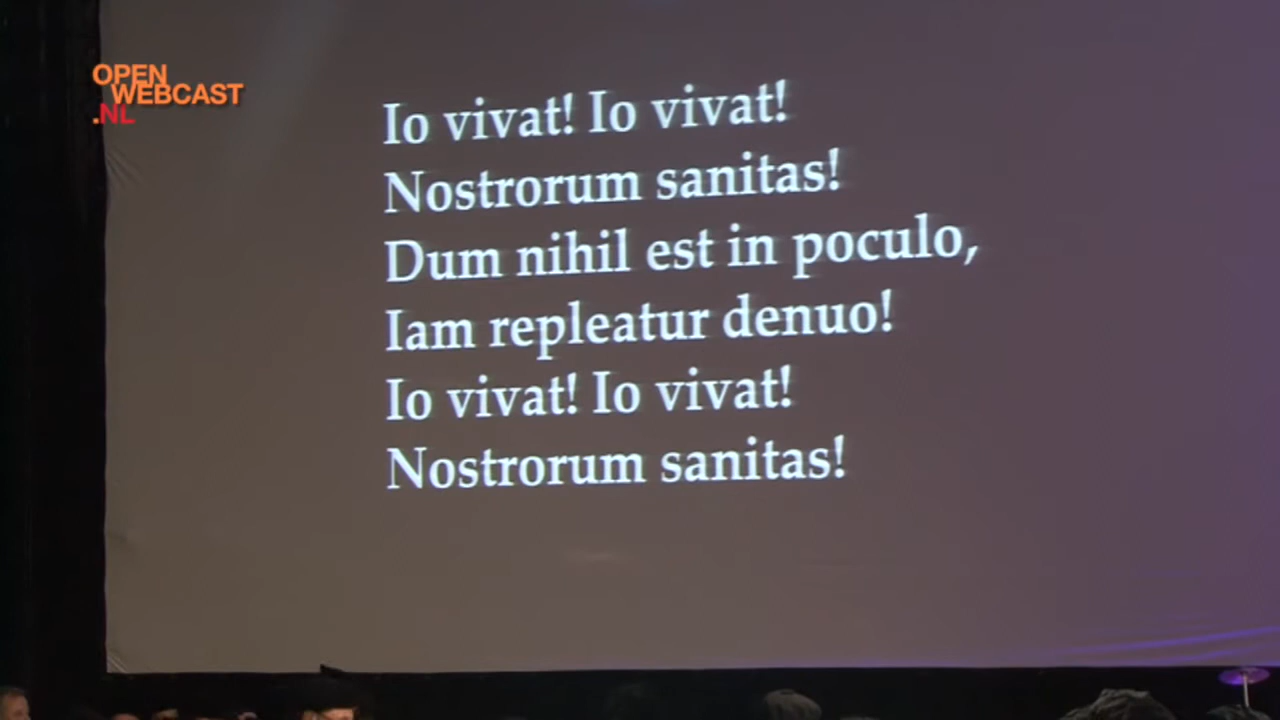 OPEN
WEBCAST
.NL
Io vivat! Io vivat!
Nostrorum sanitas!
Dum nihil est in poculo,
Iam repleatur denuo!
Io vivat! Io vivat!
Nostrorum sanitas!